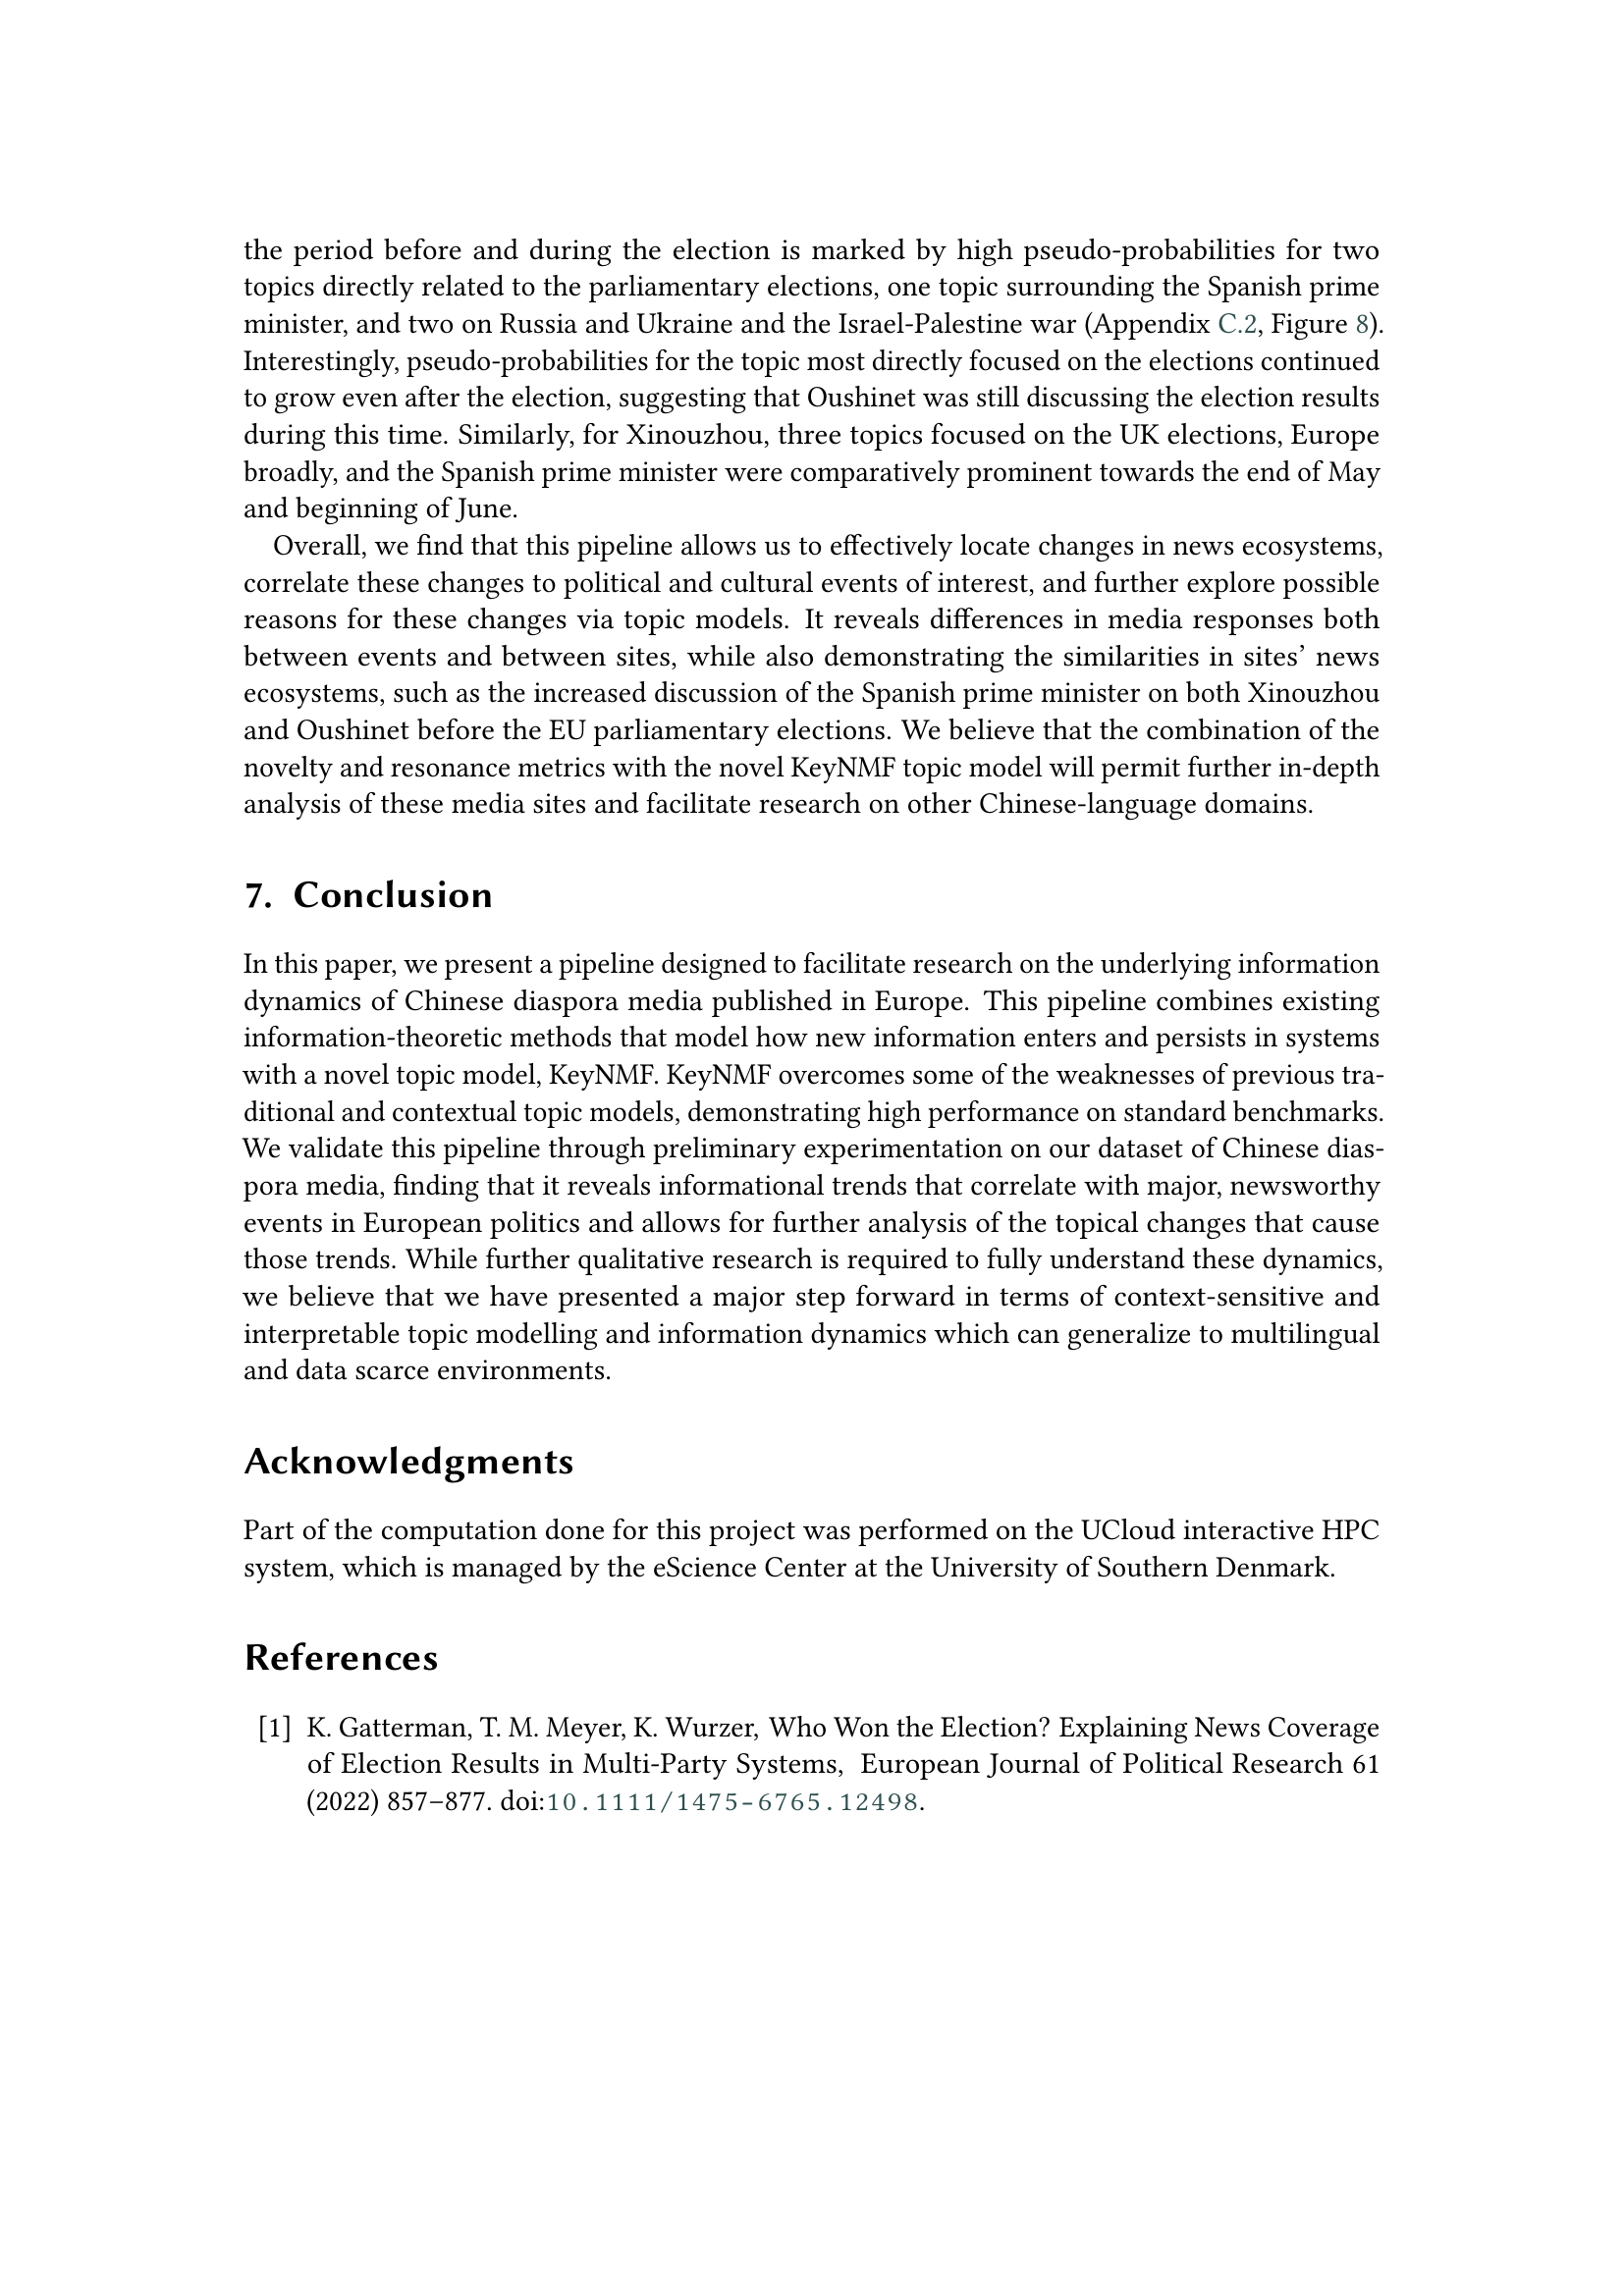 the period before and during the election is marked by high pseudo-probabilities for two
topics directly related to the parliamentary elections, one topic surrounding the Spanish prime
minister, and two on Russia and Ukraine and the Israel-Palestine war (Appendix C.2, Figure 8).
Interestingly, pseudo-probabilities for the topic most directly focused on the elections continued
to grow even after the election, suggesting that Oushinet was still discussing the election results
during this time. Similarly, for Xinouzhou, three topics focused on the UK elections, Europe
broadly, and the Spanish prime minister were comparatively prominent towards the end of May
and beginning of June.
Overall, we find that this pipeline allows us to effectively locate changes in news ecosystems,
correlate these changes to political and cultural events of interest, and further explore possible
reasons for these changes via topic models. It reveals differences in media responses both
between events and between sites, while also demonstrating the similarities in sites’ news
ecosystems, such as the increased discussion of the Spanish prime minister on both Xinouzhou
and Oushinet before the EU parliamentary elections. We believe that the combination of the
novelty and resonance metrics with the novel KeyNMF topic model will permit further in-depth
analysis of these media sites and facilitate research on other Chinese-language domains.
7. Conclusion
In this paper, we present a pipeline designed to facilitate research on the underlying information
dynamics of Chinese diaspora media published in Europe. This pipeline combines existing
information-theoretic methods that model how new information enters and persists in systems
with a novel topic model, KeyNMF. KeyNMF overcomes some of the weaknesses of previous tra-
ditional and contextual topic models, demonstrating high performance on standard benchmarks.
We validate this pipeline through preliminary experimentation on our dataset of Chinese dias-
pora media, finding that it reveals informational trends that correlate with major, newsworthy
events in European politics and allows for further analysis of the topical changes that cause
those trends. While further qualitative research is required to fully understand these dynamics,
we believe that we have presented a major step forward in terms of context-sensitive and
interpretable topic modelling and information dynamics which can generalize to multilingual
and data scarce environments.
Acknowledgments
Part of the computation done for this project was performed on the UCloud interactive HPC
system, which is managed by the eScience Center at the University of Southern Denmark.
References
[1] K. Gatterman, T. M. Meyer, K. Wurzer, Who Won the Election? Explaining News Coverage
of Election Results in Multi-Party Systems, European Journal of Political Research 61
(2022) 857–877. doi:10.1111/1475-6765.12498.